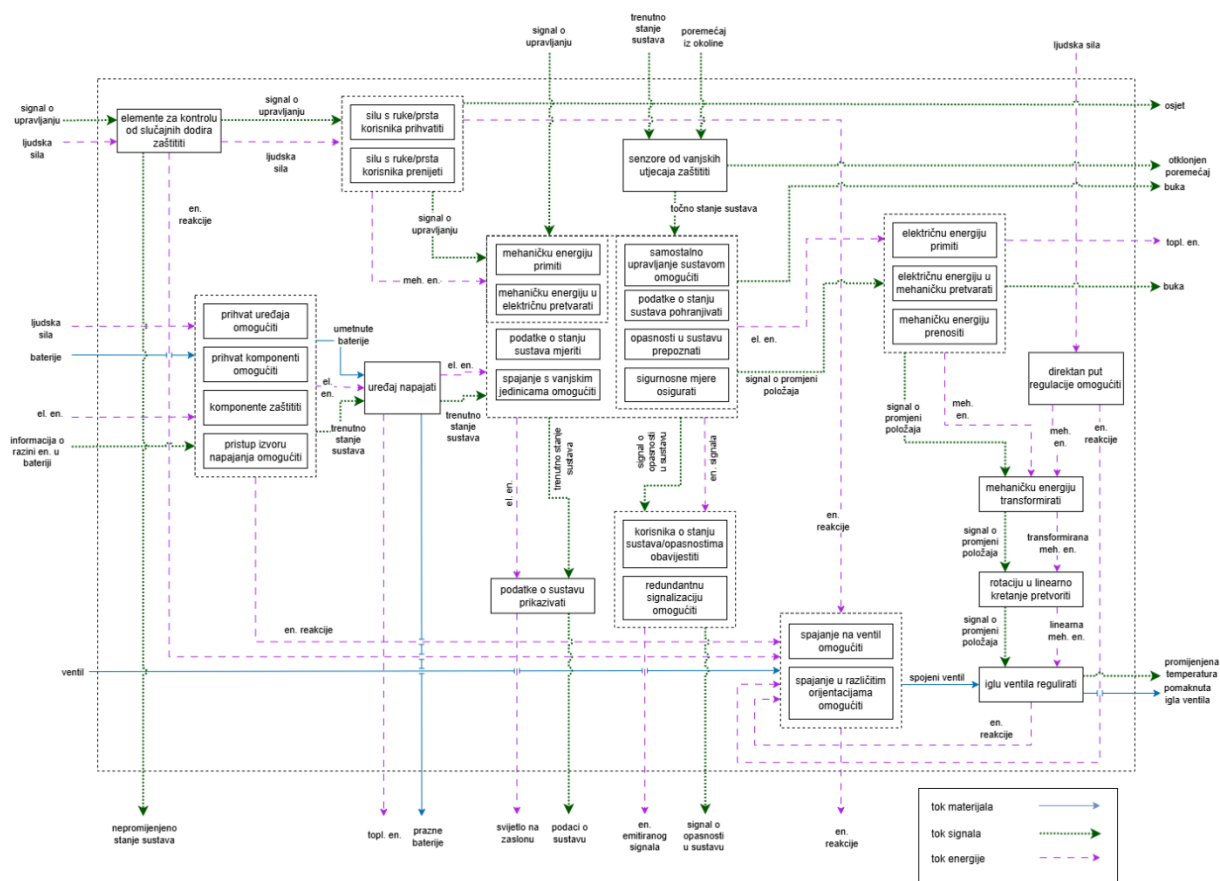 signal o
upravljanju
trenutno
stanje
sustava
poremećaj
iz okoline
ljudska sila
signal o
upravljanju
ljudska
sila
elemente za kontrolu
od slučajnih dodira
zaštititi
signal o
upravljanju
ljudska
sila
silu s ruke/prsta
korisnika prihvatiti
silu s ruke/prsta
korisnika prenijeti
osjet
senzore od vanjskih
utjecaja zaštititi
otklonjen
poremećaj
buka
en.
reakcije
signal o
upravljanju
točno stanje sustava
meh. en.
mehaničku energiju
primiti
mehaničku energiju u
električnu pretvarati
podatke o stanju
sustava mjeriti
spajanje s vanjskim
jedinicama omogućiti
samostalno
upravljanje sustavom
omogućiti
podatke o stanju
sustava pohranjivati
opasnosti u sustavu
prepoznati
sigurnosne mjere
osigurati
el. en.
signal o promjeni
položaja
električnu energiju
primiti
električnu energiju u
mehaničku pretvarati
mehaničku energiju
prenositi
topl. en.
buka
ljudska
sila
baterije
el. en.
informacija o
razini en. u
bateriji
prihvat uređaja
omogućiti
prihvat komponenti
omogućiti
komponente zaštititi
pristup izvoru
napajanja omogućiti
umetnute
baterije
el.
en.
trenutno
stanje
sustava
uređaj napajati
el. en.
trenutno
stanje
sustava
direktan put
regulacije omogućiti
signal o
promjeni
položaja
meh.
en.
meh.
en.
en.
reakcije
el. en.
trenutno stanje
sustava
signal o
opasnosti
u sustavu
en. signala
mehaničku energiju
transformirati
korisnika o stanju
sustava/opasnostima
obavijestiti
redundantnu
signalizaciju
omogućiti
en.
reakcije
signal o
promjeni
položaja
transformirana
meh. en.
podatke o sustavu
prikazivati
rotaciju u linearno
kretanje pretvoriti
signal o
promjeni
položaja
linearna
meh. en.
en. reakcije
ventil
spajanje na ventil
omogućiti
spajanje u različitim
orijentacijama
omogućiti
spojeni ventil
iglu ventila regulirati
promijenjena
temperatura
pomaknuta
igla ventila
en.
reakcije
nepromijenjeno
stanje sustava
topl. en.
prazne
baterije
svijetlo na
zaslonu
podaci o
sustavu
en.
emitiranog
signala
signal o
opasnosti
u sustavu
en.
reakcije
tok materijala
tok signala
tok energije